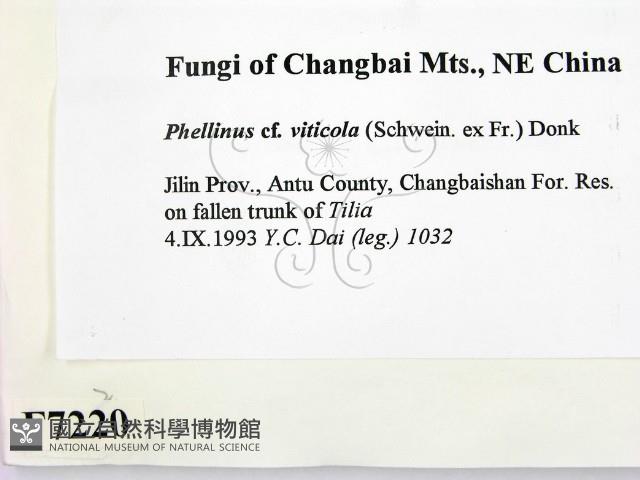 Fungi of Changbai Mts., NE China
Phellinus cf. viticola (Schwein. ex Fr.) Donk
Jilin Prov., Antu County, Changbaishan For. Res.
on fallen trunk of Tilia
4.IX.1993 Y.C. Dai (leg.) 1032
2
F7220
國立自然科學博物館
NATIONAL MUSEUM OF NATURAL SCIENCE